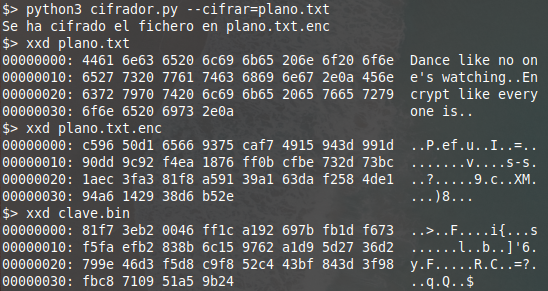 $> python3 cifrador.py --cifrar=plano.txt
Se ha cifrado el fichero en plano.txt.enc
$> xxd plano.txt
00000000: 4461 6e63 6520 6c69 6b65 206e 6f20 6f6e  Dance like no on
00000010: 6527 7320 7761 7463 6869 6e67 2e0a 456e  e's watching..En
00000020: 6372 7970 7420 6c69 6b65 2065 7665 7279  crypt like every
00000030: 6f6e 6520 6973 2e0a  one is..
$> xxd plano.txt.enc
00000000: c596 50d1 6566 9375 caf7 4915 943d 991d  ..P.ef.u..I..=..
00000010: 90dd 9c92 f4ea 1876 ff0b cfbe 732d 73bc  .......v....s-s.
00000020: 1aec 3fa3 81f8 a591 39a1 63da f258 4de1  ..?.....9.c..XM.
00000030: 94a6 1429 38d6 b52e  ...)8...
$> xxd clave.bin
00000000: 81f7 3eb2 0046 ff1c a192 697b fb1d f673  ..>..F....i{...s
00000010: f5fa efb2 838b 6c15 9762 a1d9 5d27 36d2  ......l..b..]'6.
00000020: 799e 46d3 f5d8 c9f8 52c4 43bf 843d 3f98  y.F.....R.C..=?.
00000030: fbc8 7109 51a5 9b24  ..q.Q..$